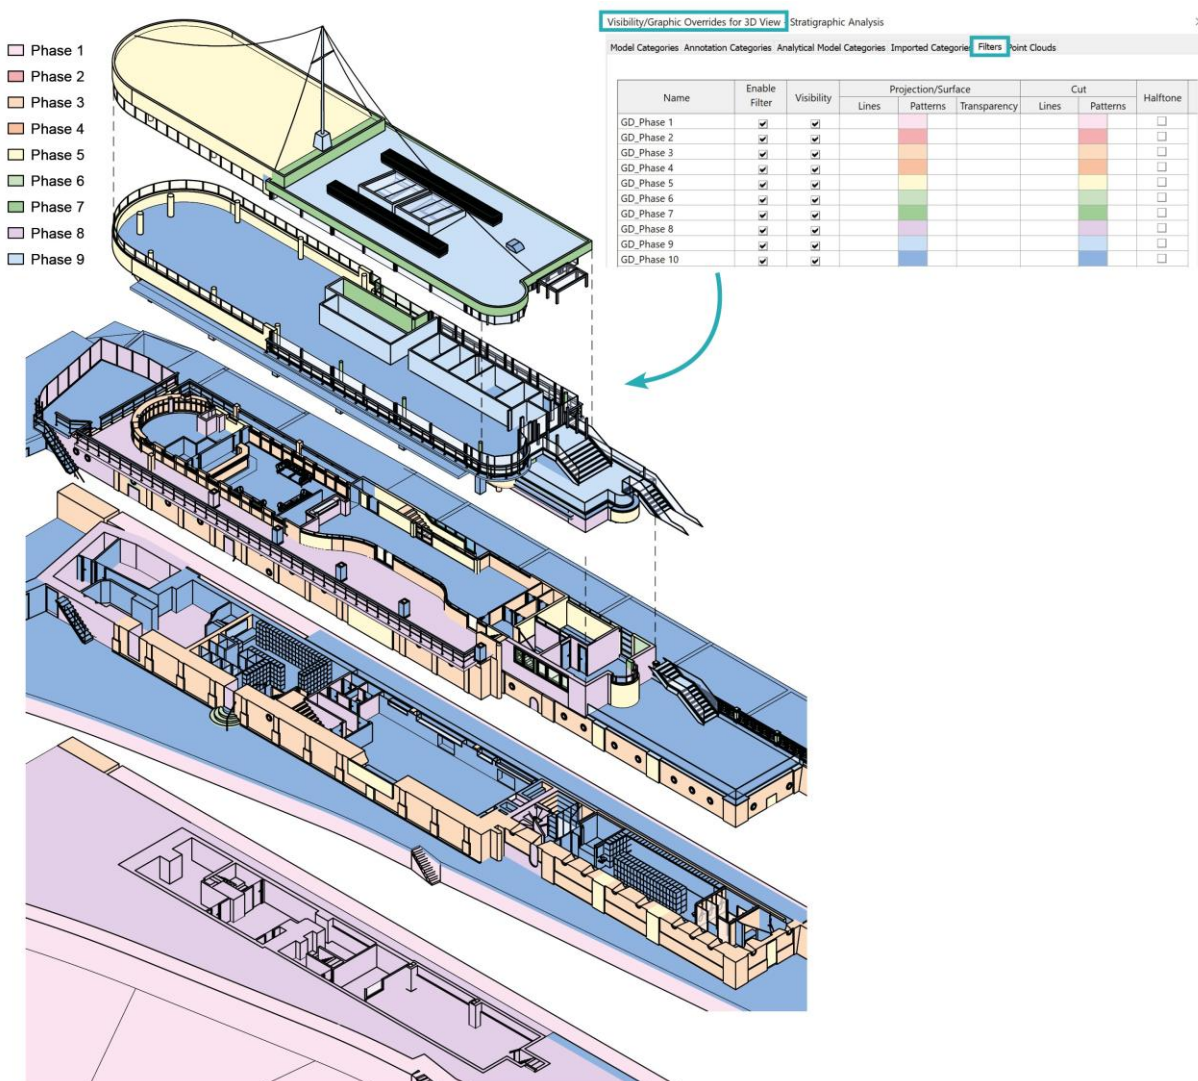 Phase 1
Phase 2
Phase 3
Phase 4
Phase 5
Phase 6
Phase 7
Phase 8
Phase 9
Visibility/Graphic Overrides for 3D View Stratigraphic Analysis
Model Categories Annotation Categories Analytical Model Categories Imported Categorie Filters Point Clouds
Name Enable Filter Visibility Projection/Surface Cut Halftone
Lines Patterns Transparency Lines Patterns
GD_Phase 1
GD_Phase 2
GD_Phase 3
GD_Phase 4
GD_Phase 5
GD_Phase 6
GD_Phase 7
GD_Phase 8
GD_Phase 9
GD_Phase 10